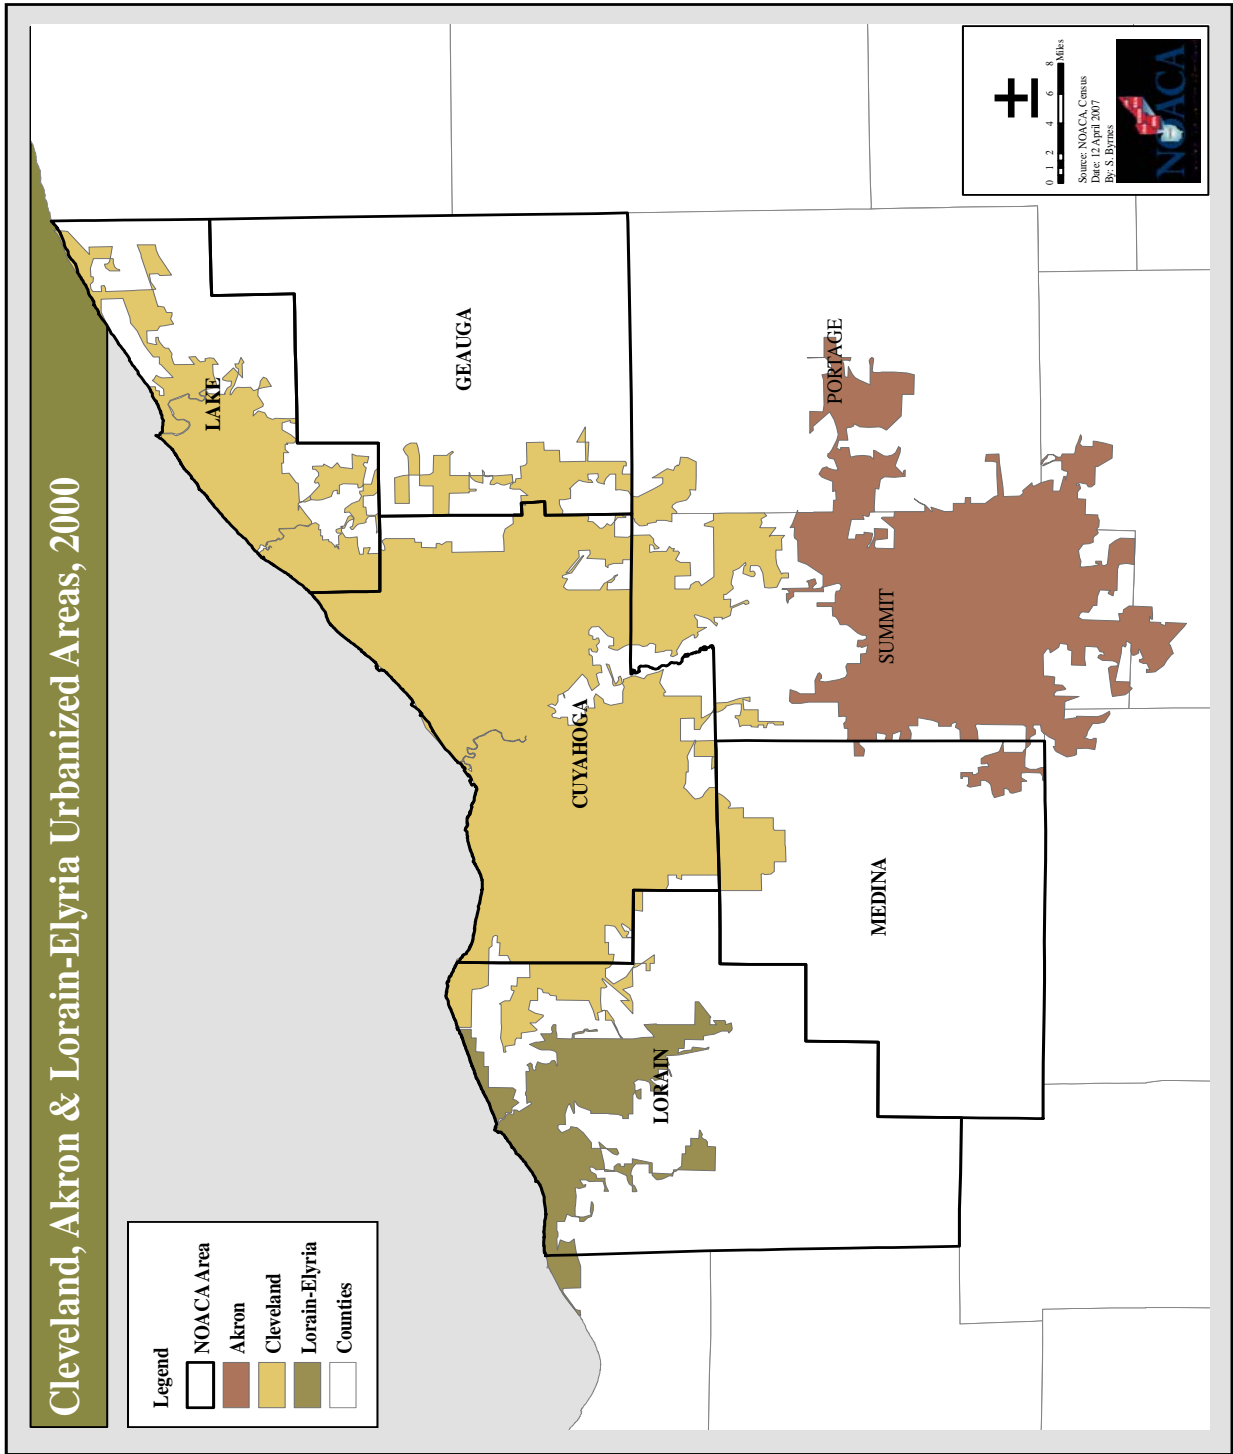 Cleveland, Akron & Lorain-Elyria Urbanized Areas, 2000
Legend
NOACA Area
Akron
Cleveland
Lorain-Elyria
Counties
LAKE
GEAUGA
CUYAHOGA
LORAIN
MEDINA
SUMMIT
PORTAGE
0 1 2 4 6 8
Miles
Source: NOACA, Census
Date: 12 April 2007
By: S. Byrnes
NOACA